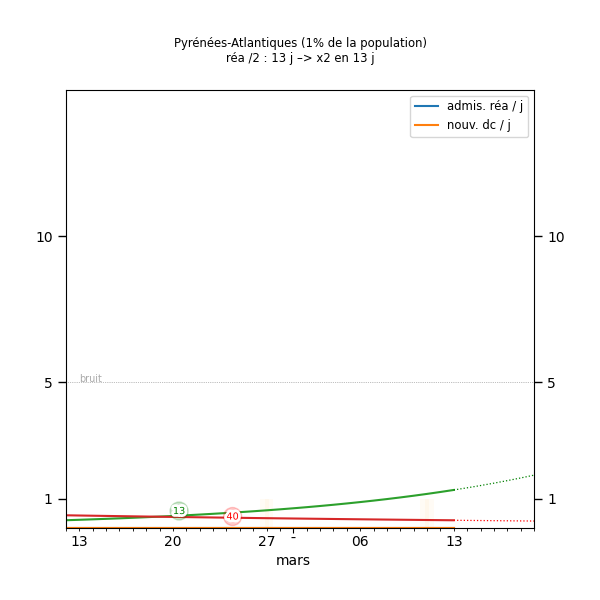 Pyrénées-Atlantiques (1% de la population)
réa /2 : 13 j –> x2 en 13 j
admis. réa / j
nouv. dc / j
10
10
bruit
5
5
13
40
1
1
13
20
27
-
06
13
mars